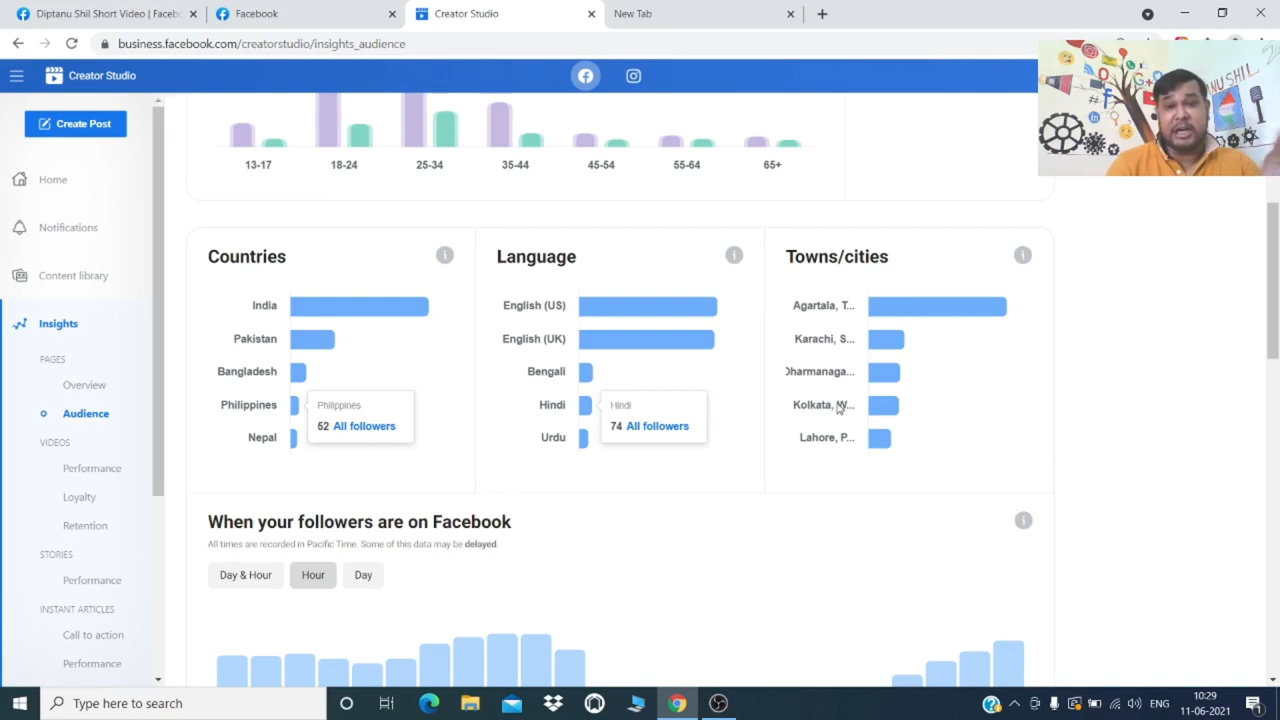 Diptanu Shil Short Video | Faceb
Facebook
Creator Studio
New Tab
business.facebook.com/creatorstudio/insights_audience
Creator Studio
ANU SHIL
Create Post
Home
Notifications
Content library
Insights
PAGES
Overview
Audience
VIDEOS
Performance
Loyalty
Retention
STORIES
Performance
INSTANT ARTICLES
Call to action
Performance
13-17 18-24 25-34 35-44 45-54 55-64 65+
Countries
India
Pakistan
Bangladesh
Philippines
Nepal
Philippines
52 All followers
Language
English (US)
English (UK)
Bengali
Hindi
Urdu
Hindi
74 All followers
Towns/cities
Agartala, T...
Karachi, S...
Dharmanaga...
Kolkata, W...
Lahore, P...
When your followers are on Facebook
All times are recorded in Pacific Time. Some of this data may be delayed.
Day & Hour Hour Day
Type here to search
ENG
10:29
11-06-2021
1